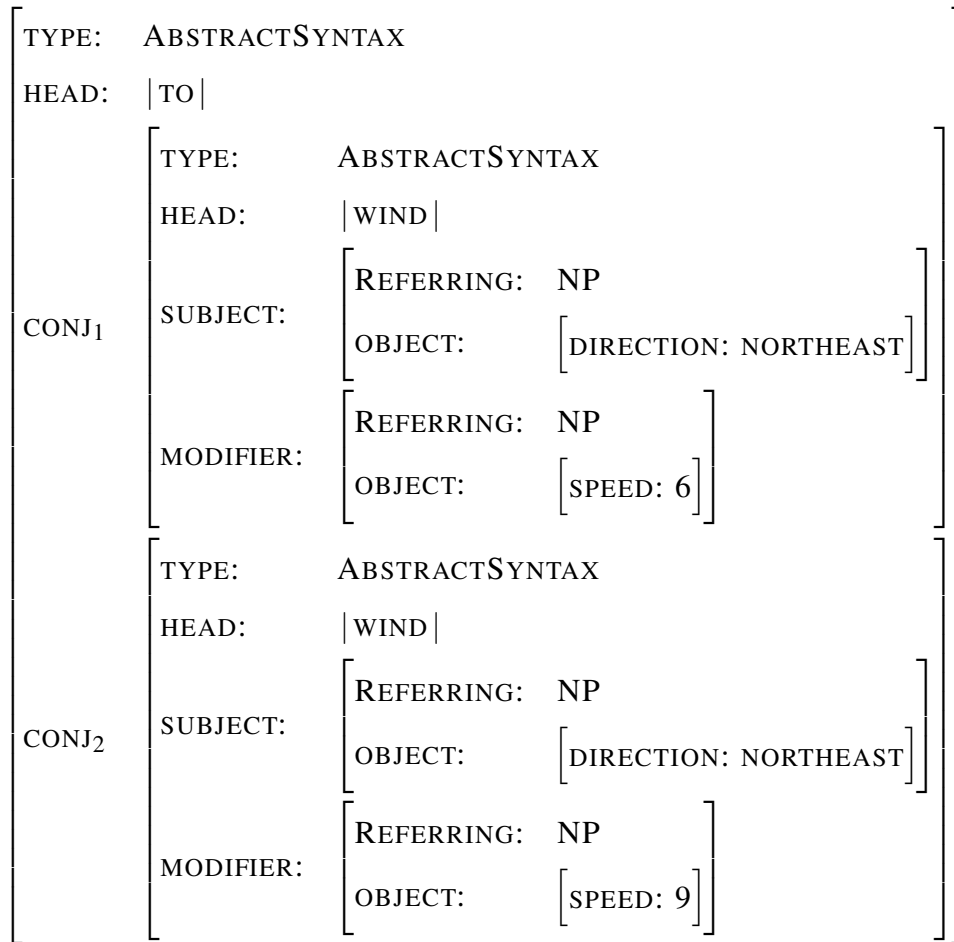 TYPE: ABSTRACTSYNTAX
HEAD: |TO|
CONJ1
TYPE: ABSTRACTSYNTAX
HEAD: |WIND|
SUBJECT:
REFERRING: NP
OBJECT: [DIRECTION: NORTHEAST]
MODIFIER:
REFERRING: NP
OBJECT: [SPEED: 6]
CONJ2
TYPE: ABSTRACTSYNTAX
HEAD: |WIND|
SUBJECT:
REFERRING: NP
OBJECT: [DIRECTION: NORTHEAST]
MODIFIER:
REFERRING: NP
OBJECT: [SPEED: 9]